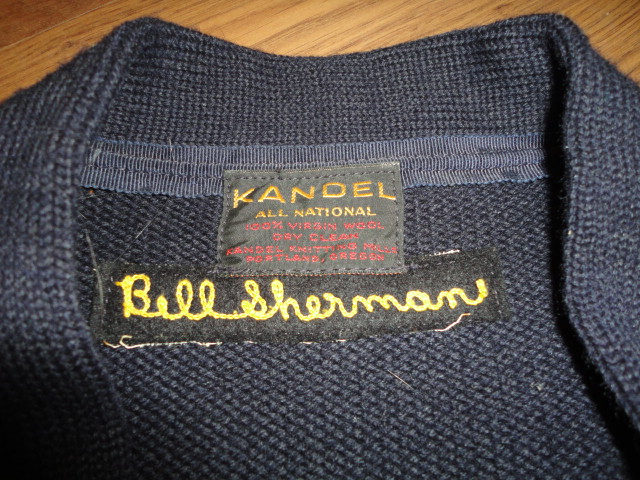 KANDEL
ALL NATIONAL
100% VIRGIN WOOL
DRY CLEAN
KANDEL KNITTING MILLS
PORTLAND, OREGON
Bill Sherman